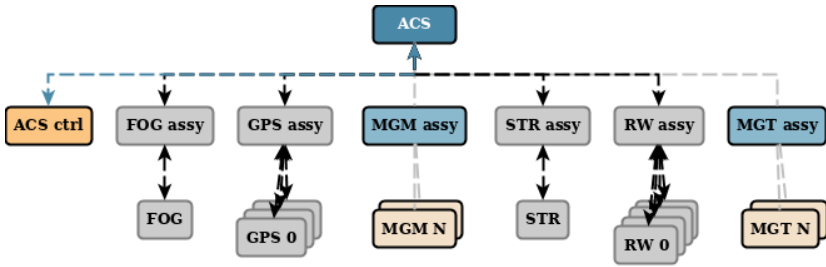 ACS
ACS ctrl
FOG assy
GPS assy
MGM assy
STR assy
RW assy
MGT assy
FOG
GPS 0
MGM N
STR
RW 0
MGT N